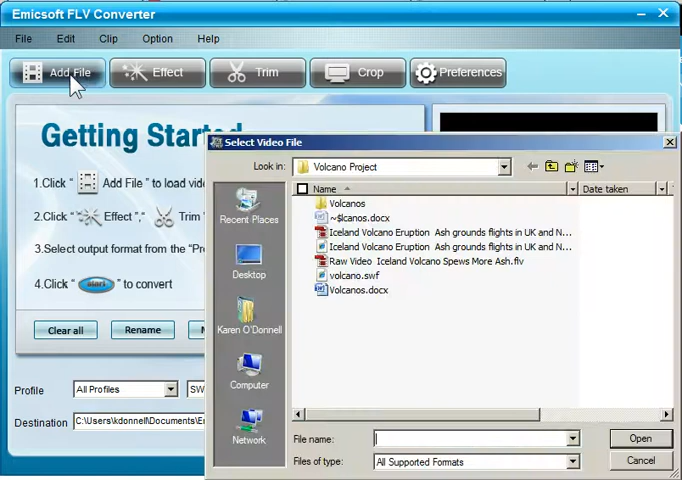 Emicsoft FLV Converter
File Edit Clip Option Help
Add File Effect Trim Crop Preferences
Getting Started
1.Click “ Add File ” to load vid
2.Click “ Effect ”,“ Trim
3.Select output format from the “Pr
4.Click “ start ” to convert
Clear all Rename
Profile All Profiles SW
Destination C:\Users\kdonnell\Documents\En
Select Video File
Look in: Volcano Project
Name Date taken
Volcanos
~$lcanos.docx
Iceland Volcano Eruption Ash grounds flights in UK and N...
Iceland Volcano Eruption Ash grounds flights in UK and N...
Raw Video Iceland Volcano Spews More Ash.flv
volcano.swf
Volcanos.docx
Recent Places
Desktop
Karen O'Donnell
Computer
Network
File name: Open
Files of type: All Supported Formats Cancel